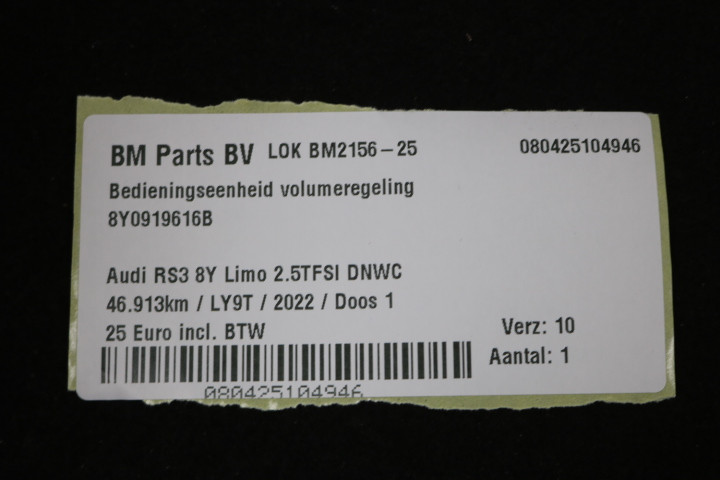 BM Parts BV LOK BM2156-25 080425104946
Bedieningseenheid volumeregeling
8Y0919616B
Audi RS3 8Y Limo 2.5TFSI DNWC
46.913km / LY9T / 2022 / Doos 1
25 Euro incl. BTW Verz: 10
Aantal: 1
080425104946